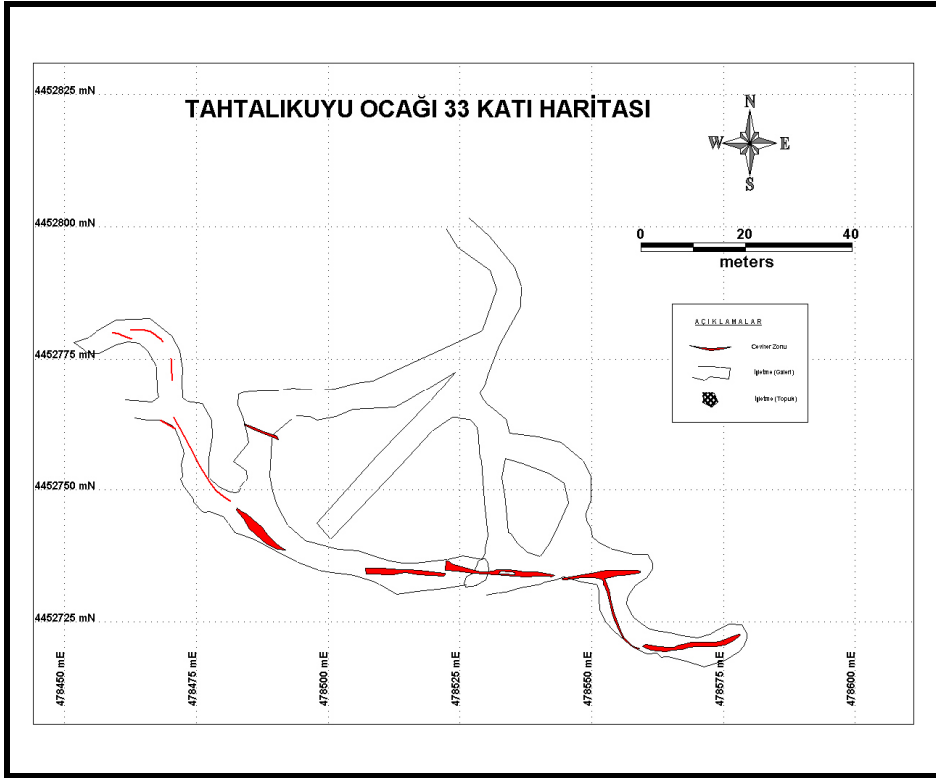 4452825 mN
TAHTALIKUYU OCAĞI 33 KATI HARİTASI
N
W
E
S
4452800 mN
0 20 40
meters
AÇIKLAMALAR
Cevher Zonu
4452775 mN
İşletme (Galeri)
İşletme (Topuk)
4452750 mN
4452725 mN
478450 mE
478475 mE
478500 mE
478525 mE
478550 mE
478575 mE
478600 mE